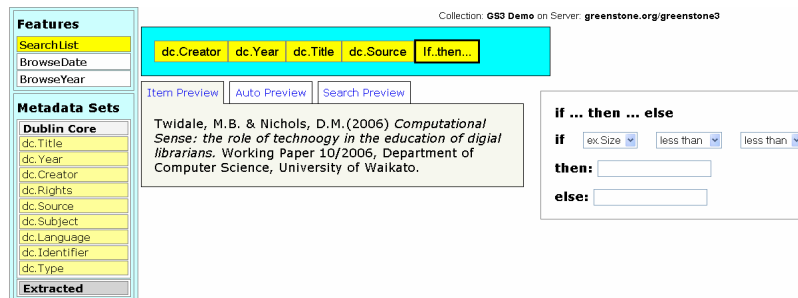 Collection: GS3 Demo on Server: greenstone.org/greenstone3
Features
SearchList
BrowseDate
BrowseYear
Metadata Sets
Dublin Core
dc.Title
dc.Year
dc.Creator
dc.Rights
dc.Source
dc.Subject
dc.Language
dc.Identifier
dc.Type
Extracted
dc.Creator dc.Year dc.Title dc.Source If..then...
Item Preview Auto Preview Search Preview
Twidale, M.B. & Nichols, D.M.(2006) Computational
Sense: the role of technoogy in the education of digial
librarians. Working Paper 10/2006, Department of
Computer Science, University of Waikato.
if ... then ... else
if ex.Size less than less than
then:
else: